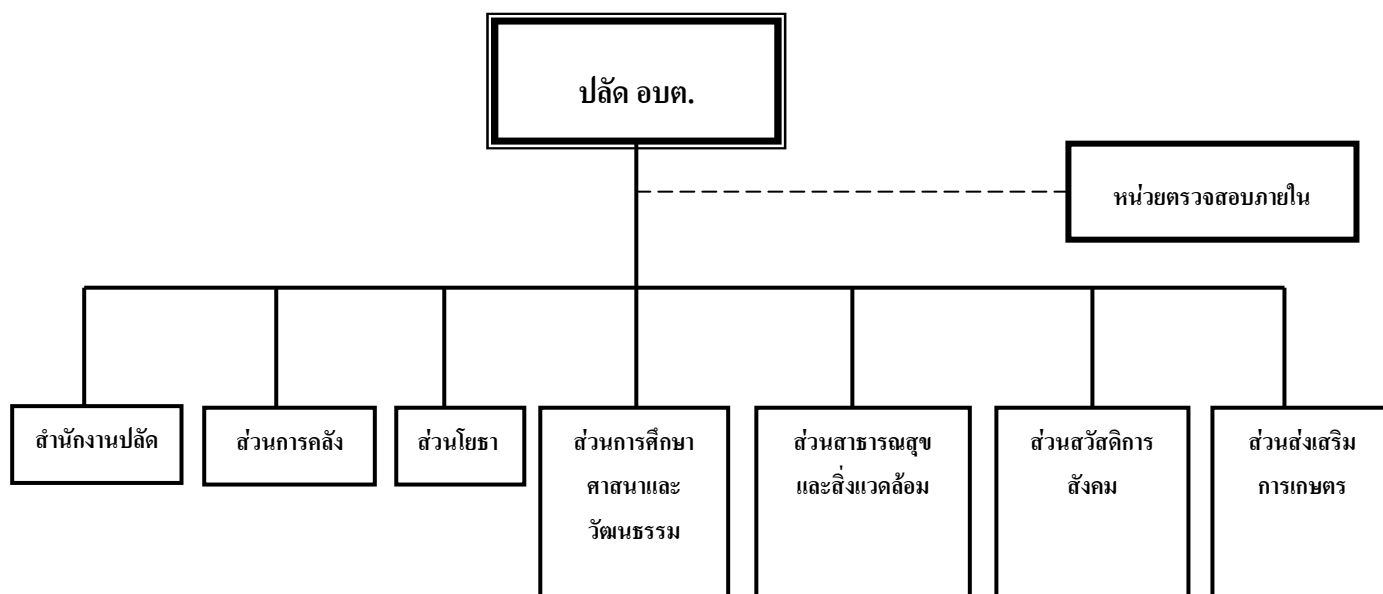 ปลัด อบต.
หน่วยตรวจสอบภายใน
สำนักงานปลัด
ส่วนการคลัง
ส่วนโยธา
ส่วนการศึกษา
ศาสนาและ
วัฒนธรรม
ส่วนสาธารณสุข
และสิ่งแวดล้อม
ส่วนสวัสดิการ
สังคม
ส่วนส่งเสริม
การเกษตร